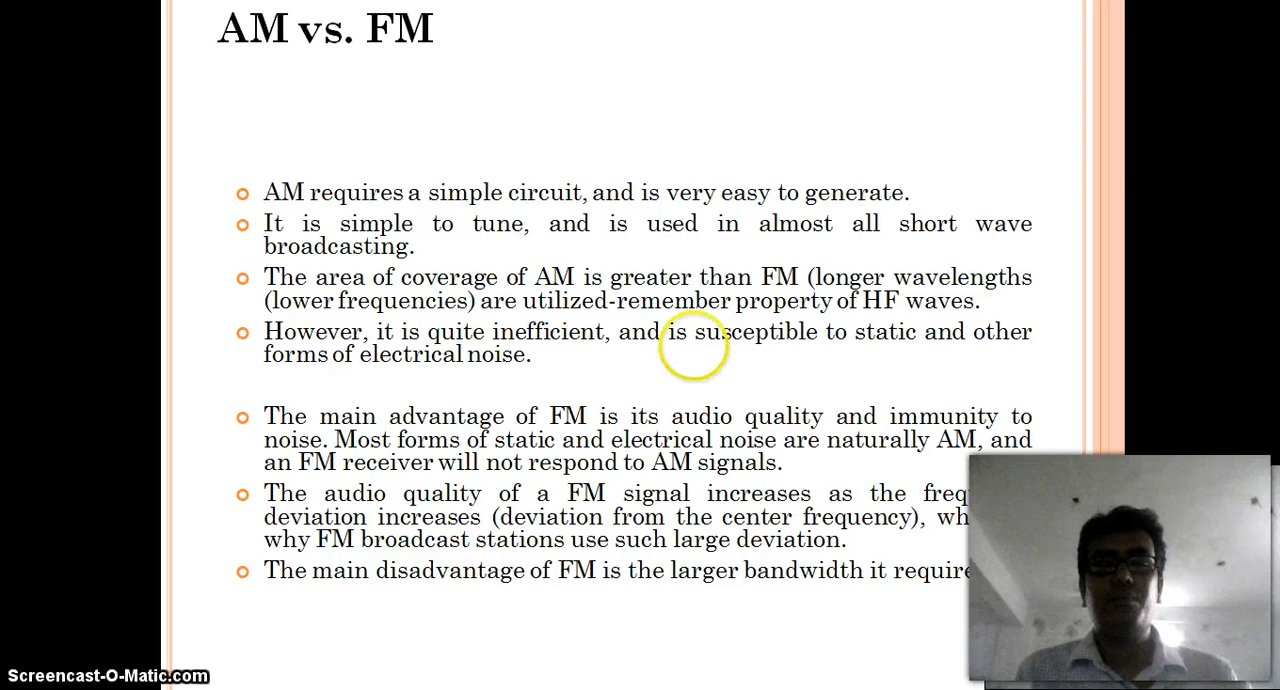 AM vs. FM
AM requires a simple circuit, and is very easy to generate.
It is simple to tune, and is used in almost all short wave
broadcasting.
The area of coverage of AM is greater than FM (longer wavelengths
(lower frequencies) are utilized-remember property of HF waves.
However, it is quite inefficient, and is susceptible to static and other
forms of electrical noise.
The main advantage of FM is its audio quality and immunity to
noise. Most forms of static and electrical noise are naturally AM, and
an FM receiver will not respond to AM signals.
The audio quality of a FM signal increases as the
deviation increases (deviation from the center frequency),
why FM broadcast stations use such large deviation.
The main disadvantage of FM is the larger bandwidth it
Screencast-O-Matic.com